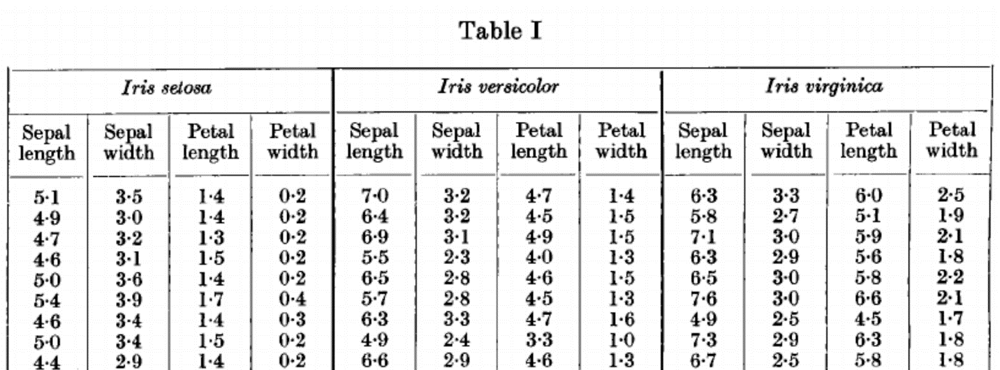 Table I
Iris setosa Iris versicolor Iris virginica
Sepal Sepal Petal Petal Sepal Sepal Petal Petal Sepal Sepal Petal Petal
length width length width length width length width length width length width
5·1 3·5 1·4 0·2 7·0 3·2 4·7 1·4 6·3 3·3 6·0 2·5
4·9 3·0 1·4 0·2 6·4 3·2 4·5 1·5 5·8 2·7 5·1 1·9
4·7 3·2 1·3 0·2 6·9 3·1 4·9 1·5 7·1 3·0 5·9 2·1
4·6 3·1 1·5 0·2 5·5 2·3 4·0 1·3 6·3 2·9 5·6 1·8
5·0 3·6 1·4 0·2 6·5 2·8 4·6 1·5 6·5 3·0 5·8 2·2
5·4 3·9 1·7 0·4 5·7 2·8 4·5 1·3 7·6 3·0 6·6 2·1
4·6 3·4 1·4 0·3 6·3 3·3 4·7 1·6 4·9 2·5 4·5 1·7
5·0 3·4 1·5 0·2 4·9 2·4 3·3 1·0 7·3 2·9 6·3 1·8
4·4 2·9 1·4 0·2 6·6 2·9 4·6 1·3 6·7 2·5 5·8 1·8